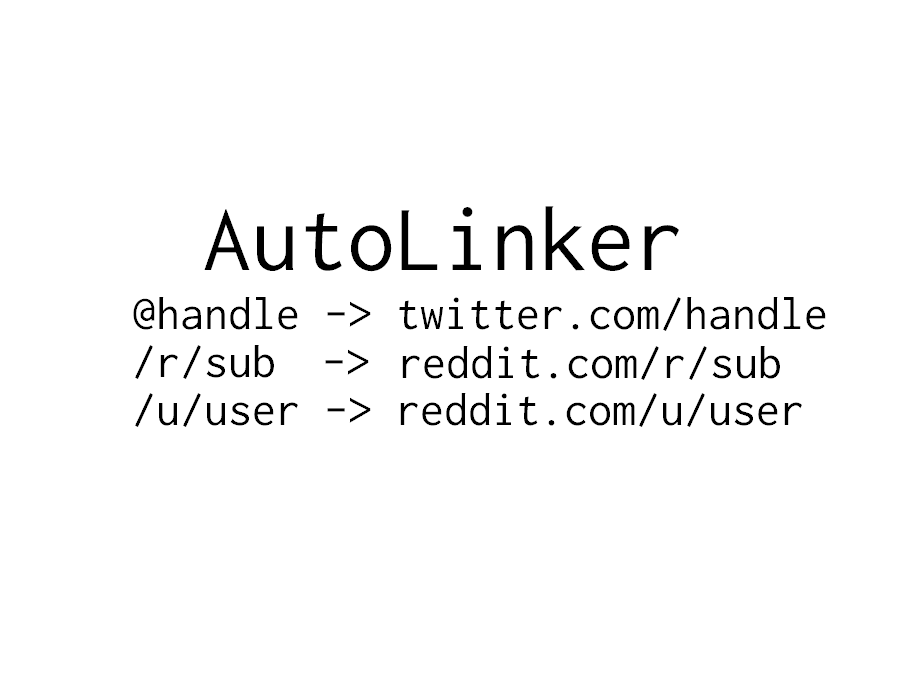 AutoLinker
@handle -> twitter.com/handle
/r/sub -> reddit.com/r/sub
/u/user -> reddit.com/u/user